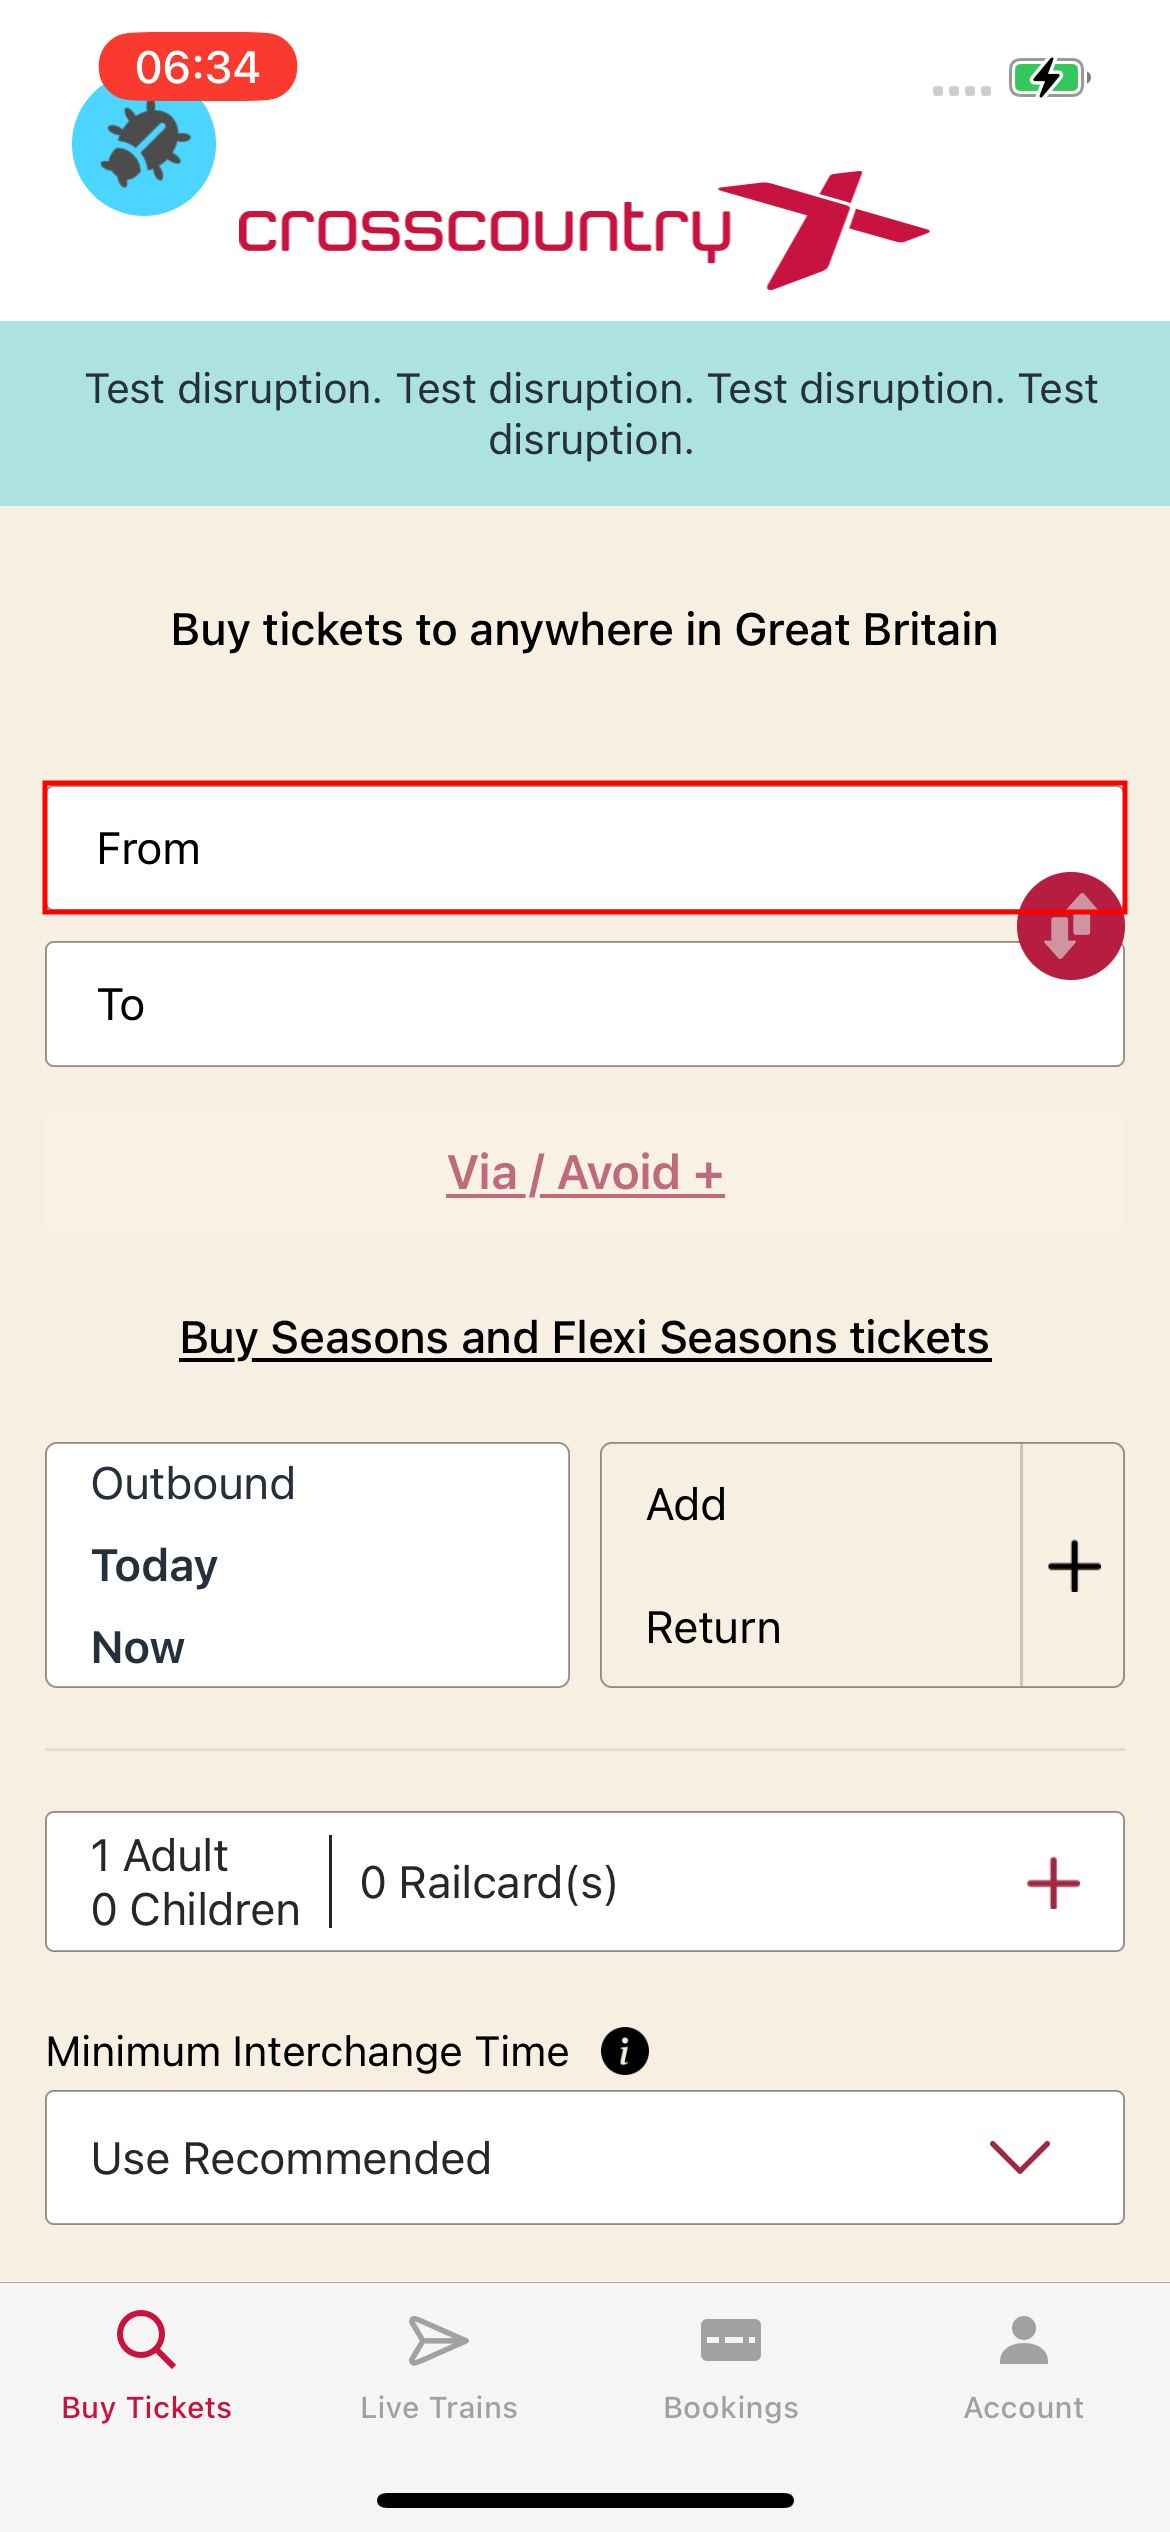 06:34
crosscountry
Test disruption. Test disruption. Test disruption. Test
disruption.
Buy tickets to anywhere in Great Britain
From
To
Via / Avoid +
Buy Seasons and Flexi Seasons tickets
Outbound
Today
Now
Add
Return
1 Adult
0 Children
0 Railcard(s)
Minimum Interchange Time
Use Recommended
Buy Tickets
Live Trains
Bookings
Account